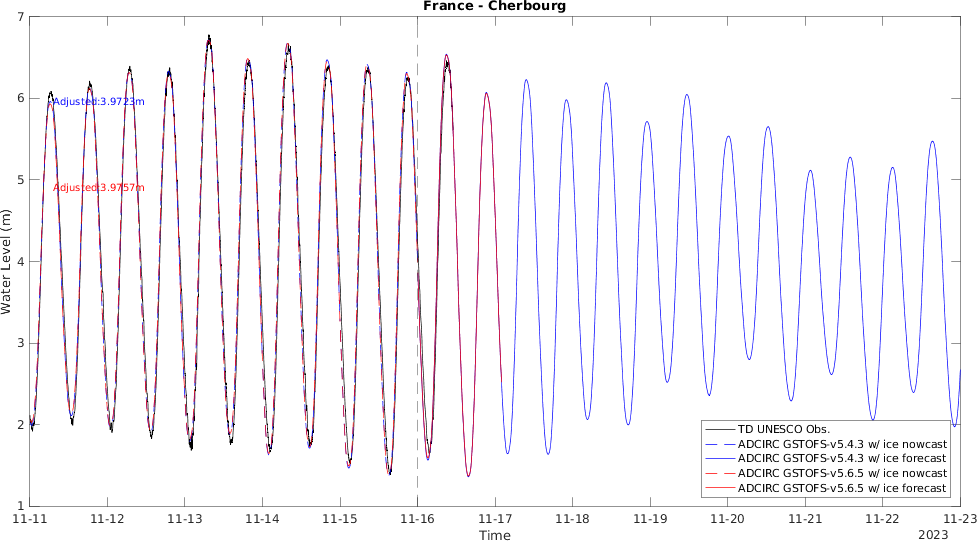 France - Cherbourg
7
6
5
4
3
2
1
Water Level (m)
Adjusted:3.9723m
Adjusted:3.9757m
TD UNESCO Obs.
ADCIRC GSTOFS-v5.4.3 w/ ice nowcast
ADCIRC GSTOFS-v5.4.3 w/ ice forecast
ADCIRC GSTOFS-v5.6.5 w/ ice nowcast
ADCIRC GSTOFS-v5.6.5 w/ ice forecast
11-11 11-12 11-13 11-14 11-15 11-16 11-17 11-18 11-19 11-20 11-21 11-22 11-23
Time
2023